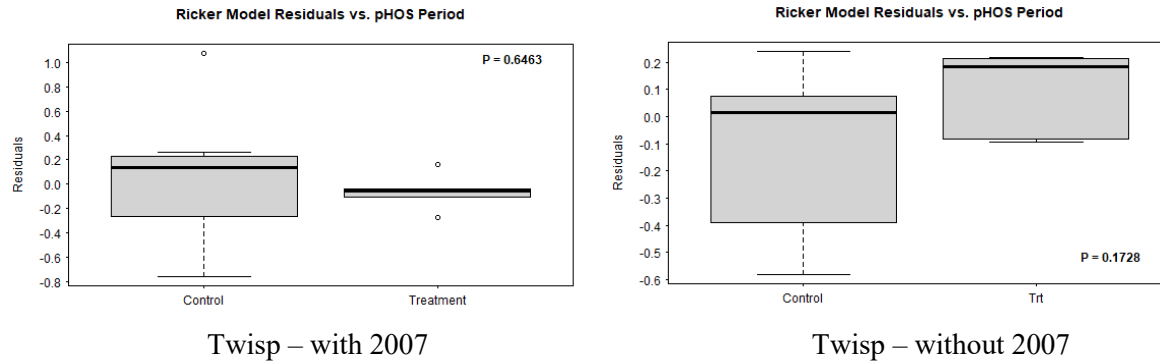 Ricker Model Residuals vs. pHOS Period
P = 0.6463
Residuals
1.0
0.8
0.6
0.4
0.2
0.0
-0.2
-0.4
-0.6
-0.8
Control
Treatment
Twisp – with 2007
Ricker Model Residuals vs. pHOS Period
Residuals
0.2
0.1
0.0
-0.1
-0.2
-0.3
-0.4
-0.5
-0.6
P = 0.1728
Control
Trt
Twisp – without 2007